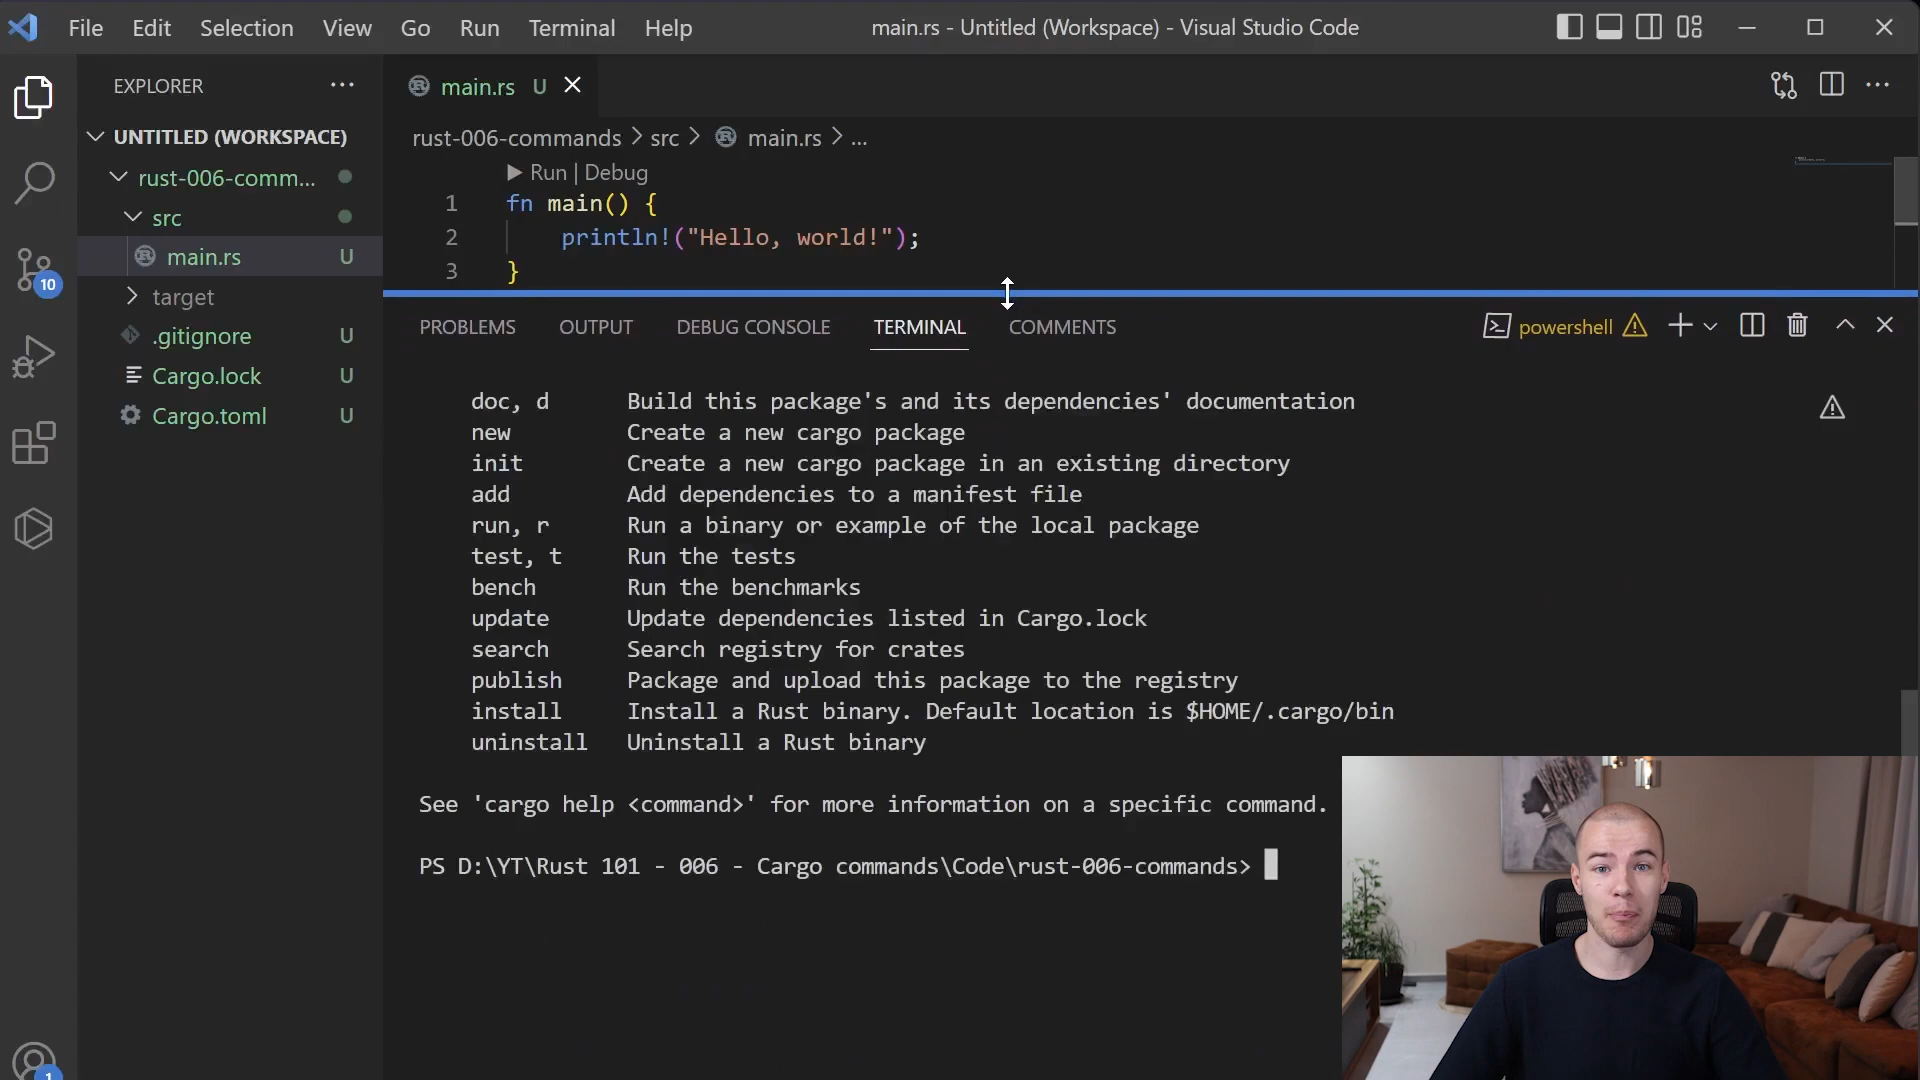 File Edit Selection View Go Run Terminal Help
main.rs - Untitled (Workspace) - Visual Studio Code
EXPLORER
UNTITLED (WORKSPACE)
rust-006-comm...
src
main.rs U
target
.gitignore U
Cargo.lock U
Cargo.toml U
10
1
main.rs U
rust-006-commands > src > main.rs > ...
Run | Debug
1 fn main() {
2 println!("Hello, world!");
3 }
PROBLEMS OUTPUT DEBUG CONSOLE TERMINAL COMMENTS
powershell
doc, d Build this package's and its dependencies' documentation
new Create a new cargo package
init Create a new cargo package in an existing directory
add Add dependencies to a manifest file
run, r Run a binary or example of the local package
test, t Run the tests
bench Run the benchmarks
update Update dependencies listed in Cargo.lock
search Search registry for crates
publish Package and upload this package to the registry
install Install a Rust binary. Default location is $HOME/.cargo/bin
uninstall Uninstall a Rust binary
See 'cargo help <command>' for more information on a specific command.
PS D:\YT\Rust 101 - 006 - Cargo commands\Code\rust-006-commands>